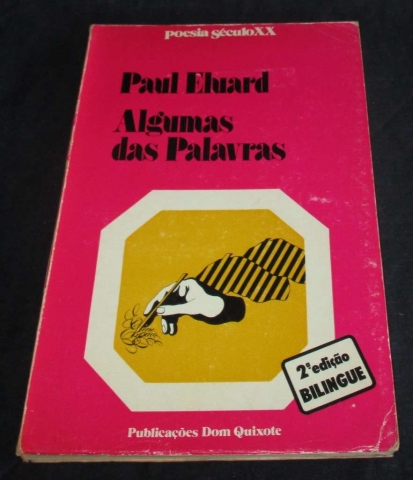 poesia séculoXX
Paul Eluard
Algumas
das Palavras
2ª edição
BILINGUE
Publicações Dom Quixote